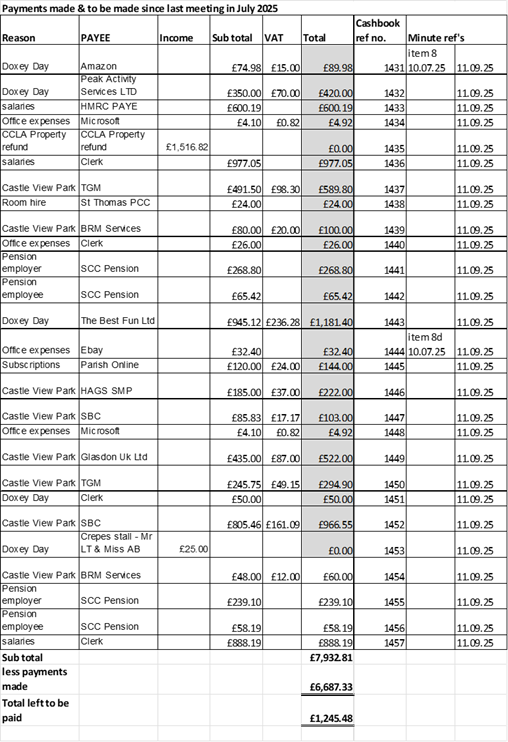 Payments made & to be made since last meeting in July 2025
Reason PAYEE Income Sub total VAT Total Cashbook ref no. Minute ref's
Doxey Day Amazon £74.98 £15.00 £89.98 1431 item 8 10.07.25 11.09.25
Doxey Day Peak Activity Services LTD £350.00 £70.00 £420.00 1432 11.09.25
salaries HMRC PAYE £600.19 £600.19 1433 11.09.25
Office expenses Microsoft £4.10 £0.82 £4.92 1434 11.09.25
CCLA Property refund CCLA Property refund £1,516.82 £0.00 1435 11.09.25
salaries Clerk £977.05 £977.05 1436 11.09.25
Castle View Park TGM £491.50 £98.30 £589.80 1437 11.09.25
Room hire St Thomas PCC £24.00 £24.00 1438 11.09.25
Castle View Park BRM Services £80.00 £20.00 £100.00 1439 11.09.25
Office expenses Clerk £26.00 £26.00 1440 11.09.25
Pension employer SCC Pension £268.80 £268.80 1441 11.09.25
Pension employee SCC Pension £65.42 £65.42 1442 11.09.25
Doxey Day The Best Fun Ltd £945.12 £236.28 £1,181.40 1443 11.09.25
Office expenses Ebay £32.40 £32.40 1444 item 8d 10.07.25 11.09.25
Subscriptions Parish Online £120.00 £24.00 £144.00 1445 11.09.25
Castle View Park HAGS SMP £185.00 £37.00 £222.00 1446 11.09.25
Castle View Park SBC £85.83 £17.17 £103.00 1447 11.09.25
Office expenses Microsoft £4.10 £0.82 £4.92 1448 11.09.25
Castle View Park Glasdon Uk Ltd £435.00 £87.00 £522.00 1449 11.09.25
Castle View Park TGM £245.75 £49.15 £294.90 1450 11.09.25
Doxey Day Clerk £50.00 £50.00 1451 11.09.25
Castle View Park SBC £805.46 £161.09 £966.55 1452 11.09.25
Doxey Day Crepes stall - Mr LT & Miss AB £25.00 £0.00 1453 11.09.25
Castle View Park BRM Services £48.00 £12.00 £60.00 1454 11.09.25
Pension employer SCC Pension £239.10 £239.10 1455 11.09.25
Pension employee SCC Pension £58.19 £58.19 1456 11.09.25
salaries Clerk £888.19 £888.19 1457 11.09.25
Sub total £7,932.81
less payments made £6,687.33
Total left to be paid £1,245.48